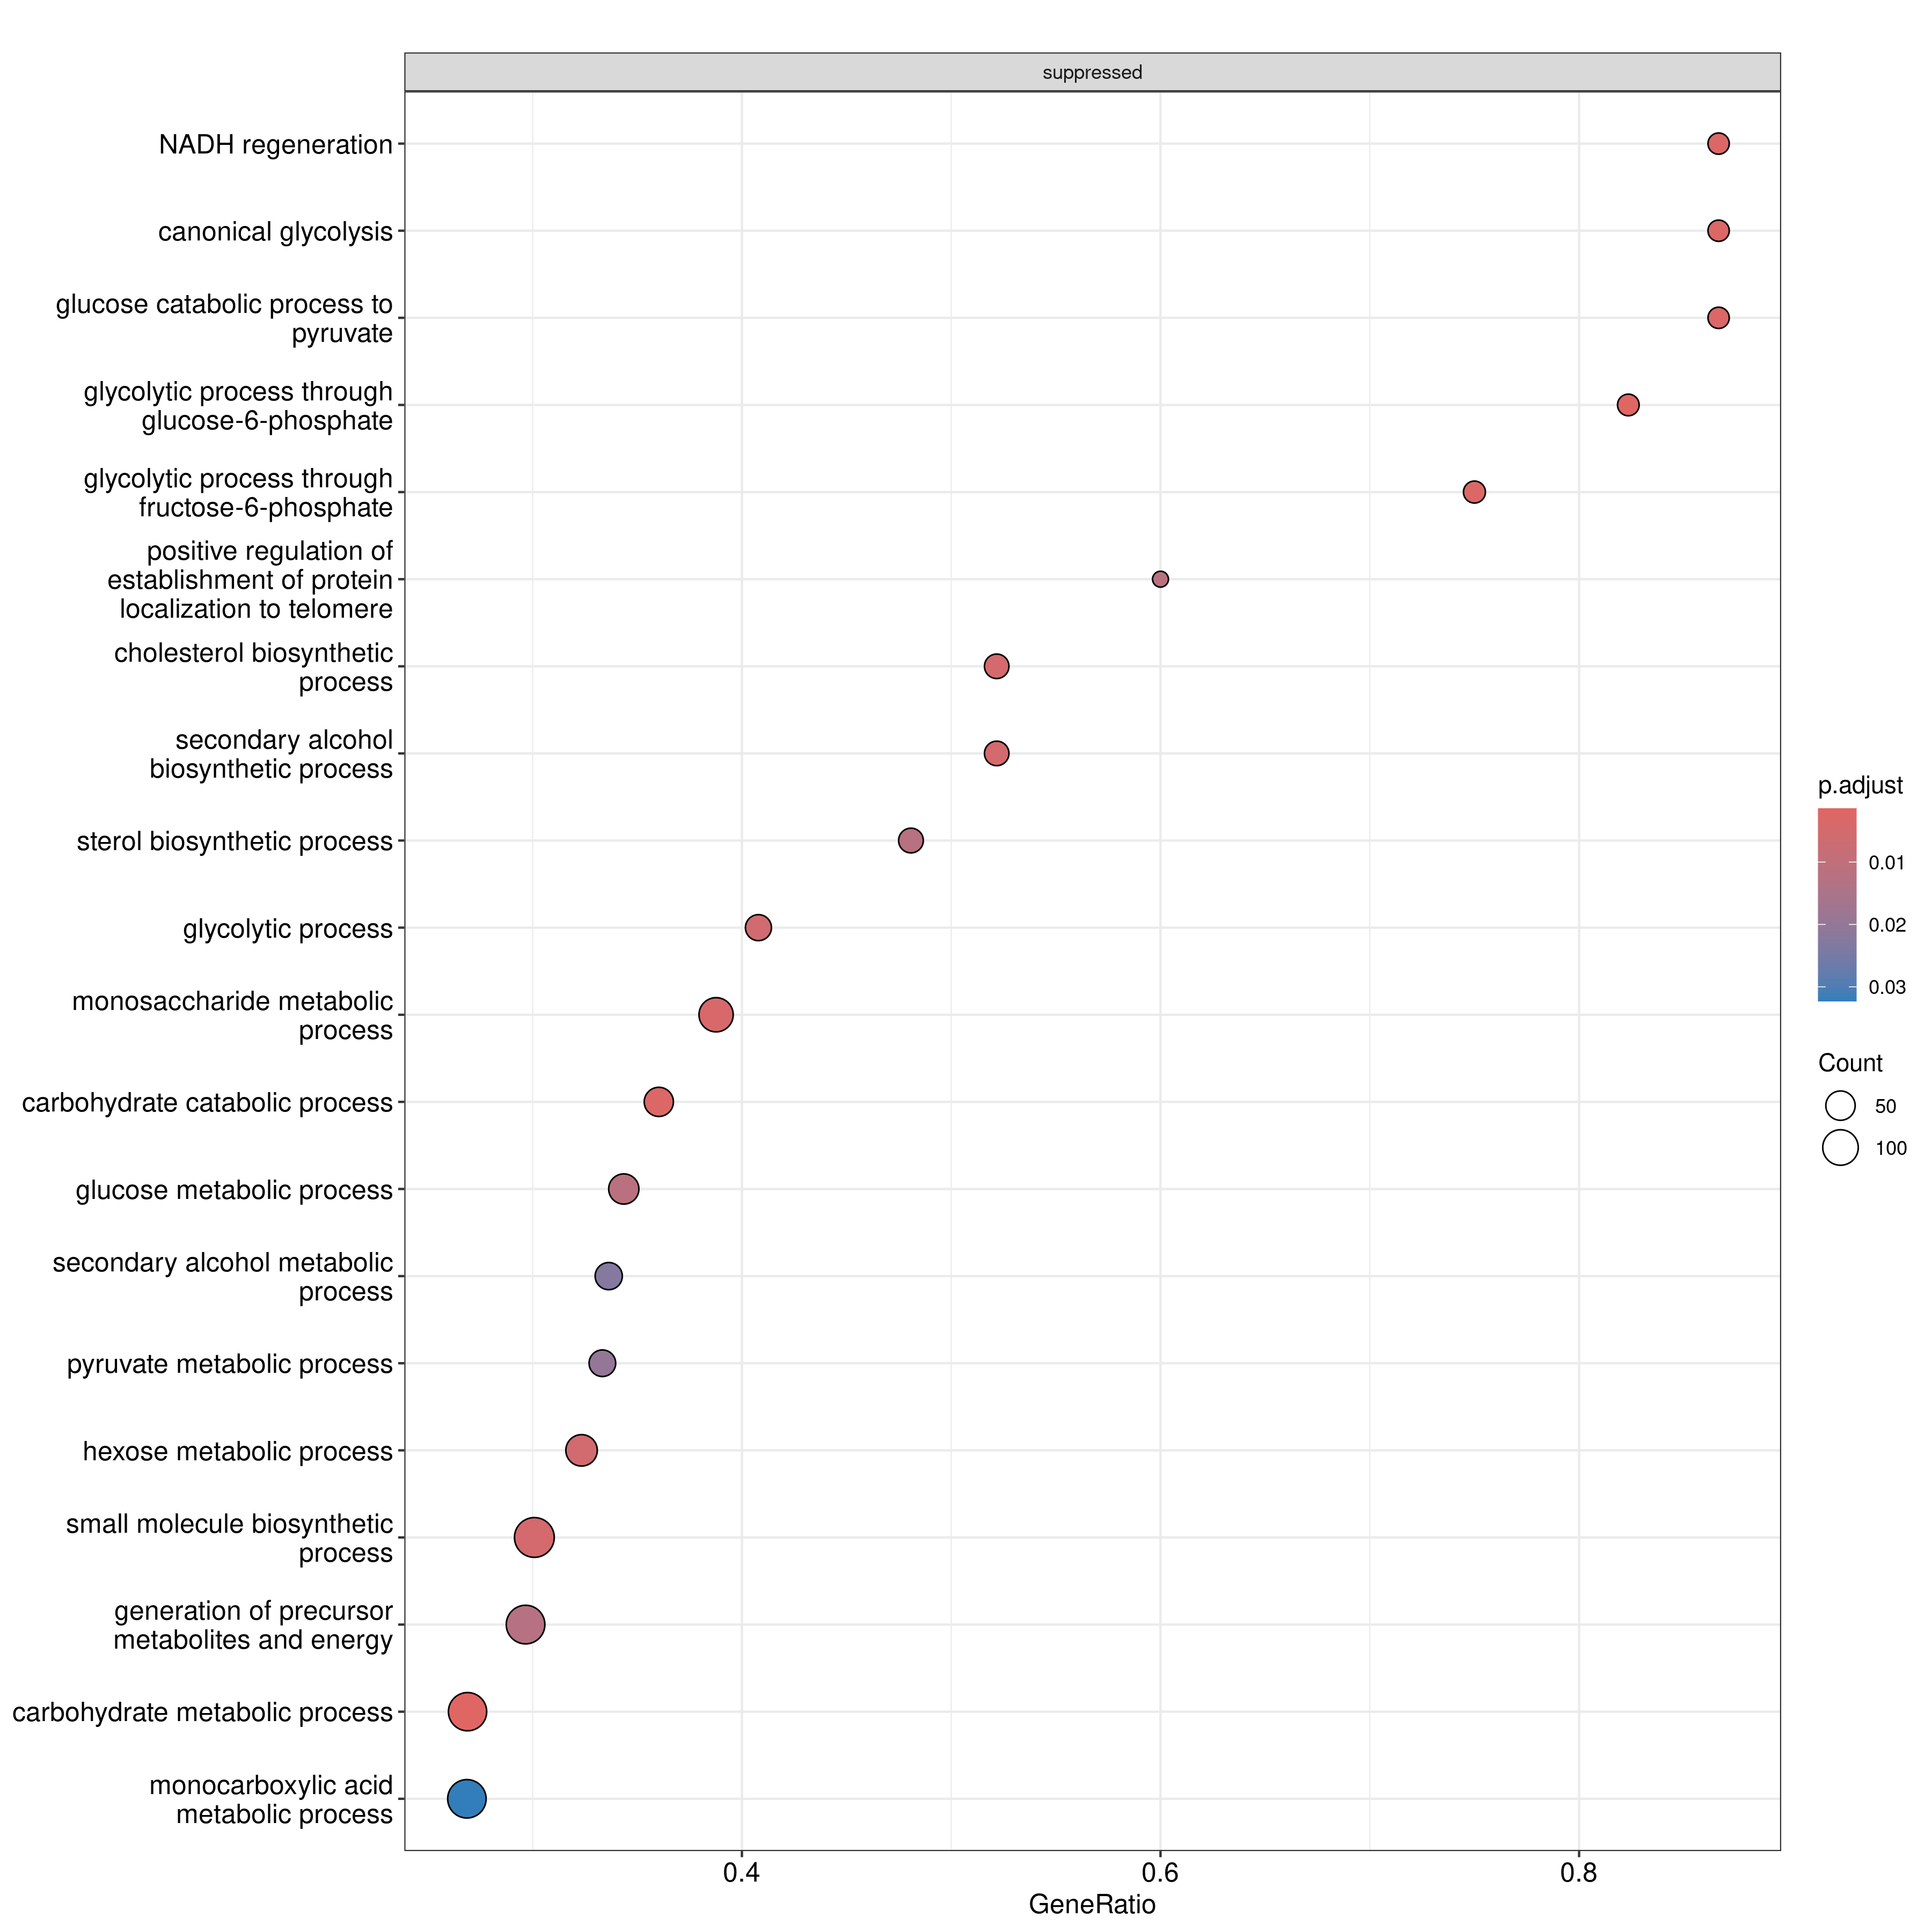 suppressed
NADH regeneration
canonical glycolysis
glucose catabolic process to
pyruvate
glycolytic process through
glucose-6-phosphate
glycolytic process through
fructose-6-phosphate
positive regulation of
establishment of protein
localization to telomere
cholesterol biosynthetic
process
secondary alcohol
biosynthetic process
sterol biosynthetic process
glycolytic process
monosaccharide metabolic
process
carbohydrate catabolic process
glucose metabolic process
secondary alcohol metabolic
process
pyruvate metabolic process
hexose metabolic process
small molecule biosynthetic
process
generation of precursor
metabolites and energy
carbohydrate metabolic process
monocarboxylic acid
metabolic process
0.4 0.6 0.8
GeneRatio
p.adjust
0.01
0.02
0.03
Count
50
100